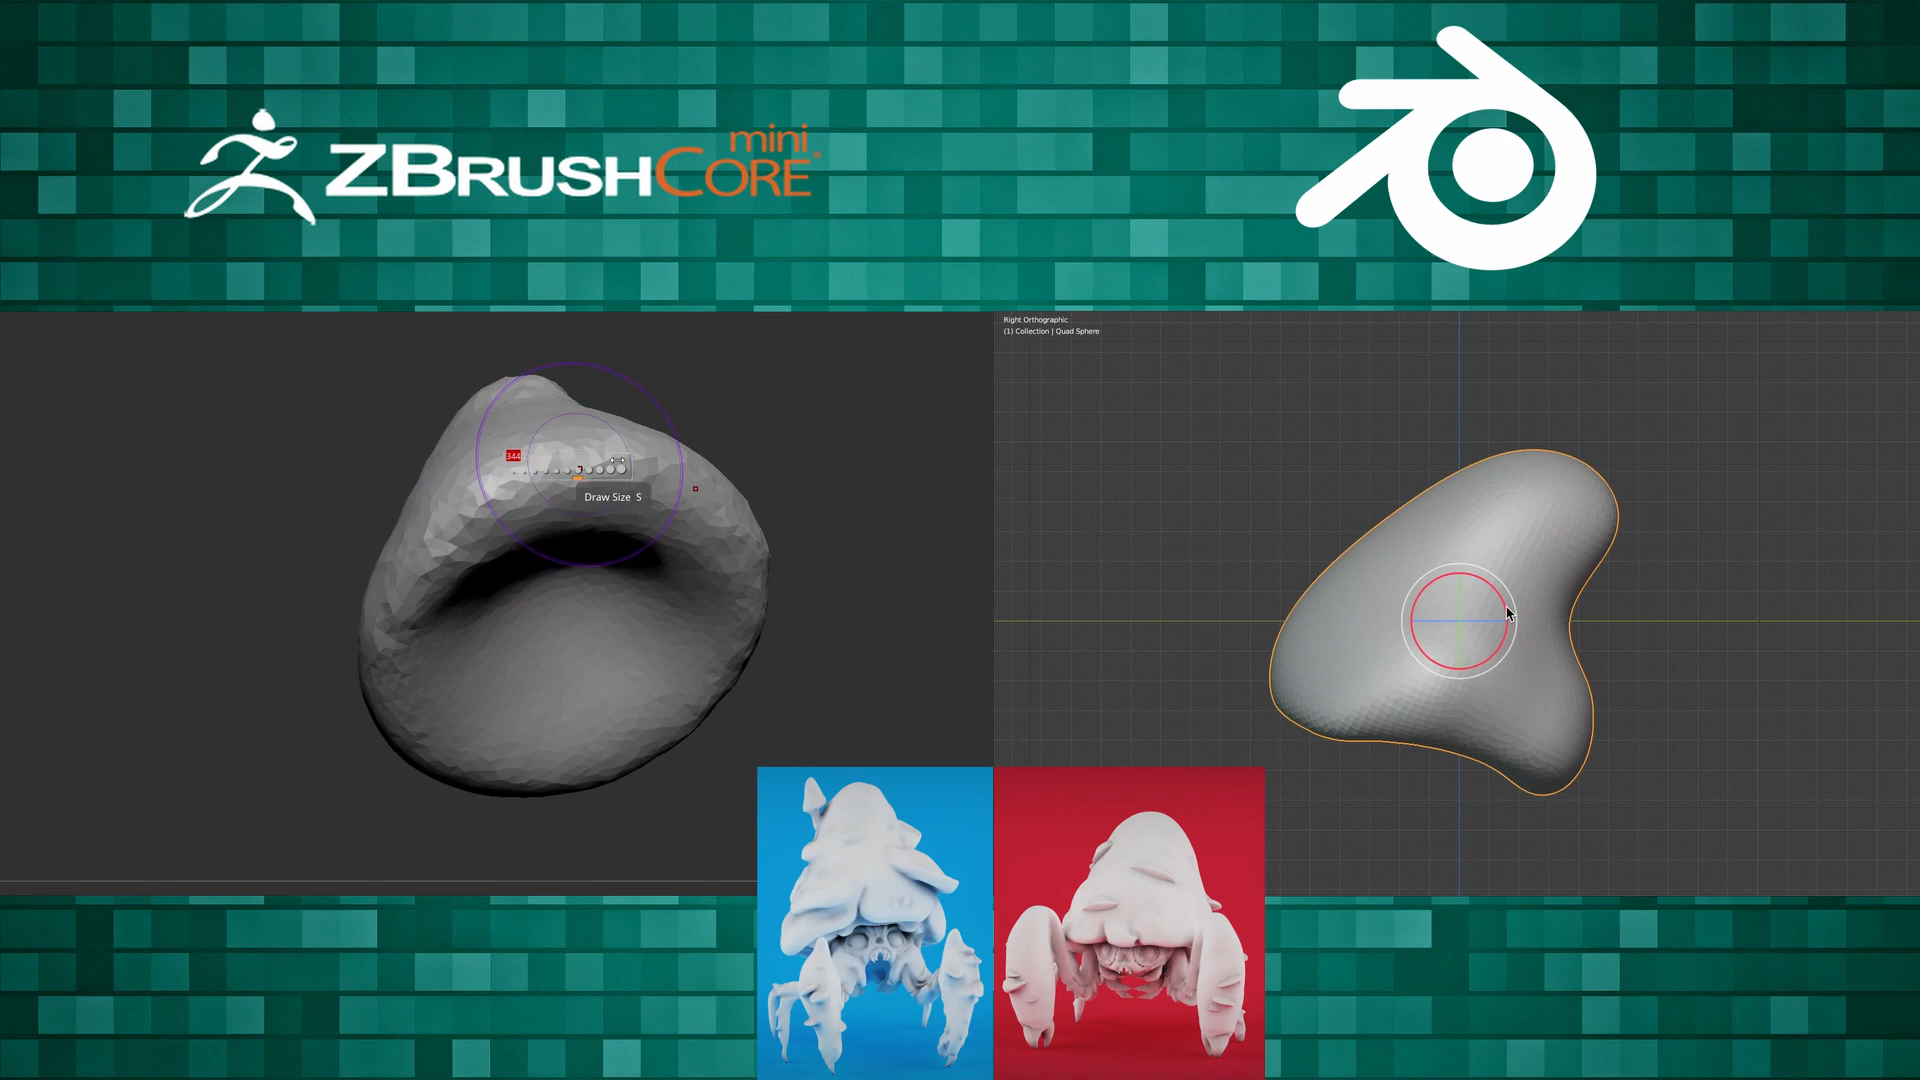 ZBRUSHCORE
mini
344
Draw Size S
Right Orthographic
(1) Collection | Quad Sphere